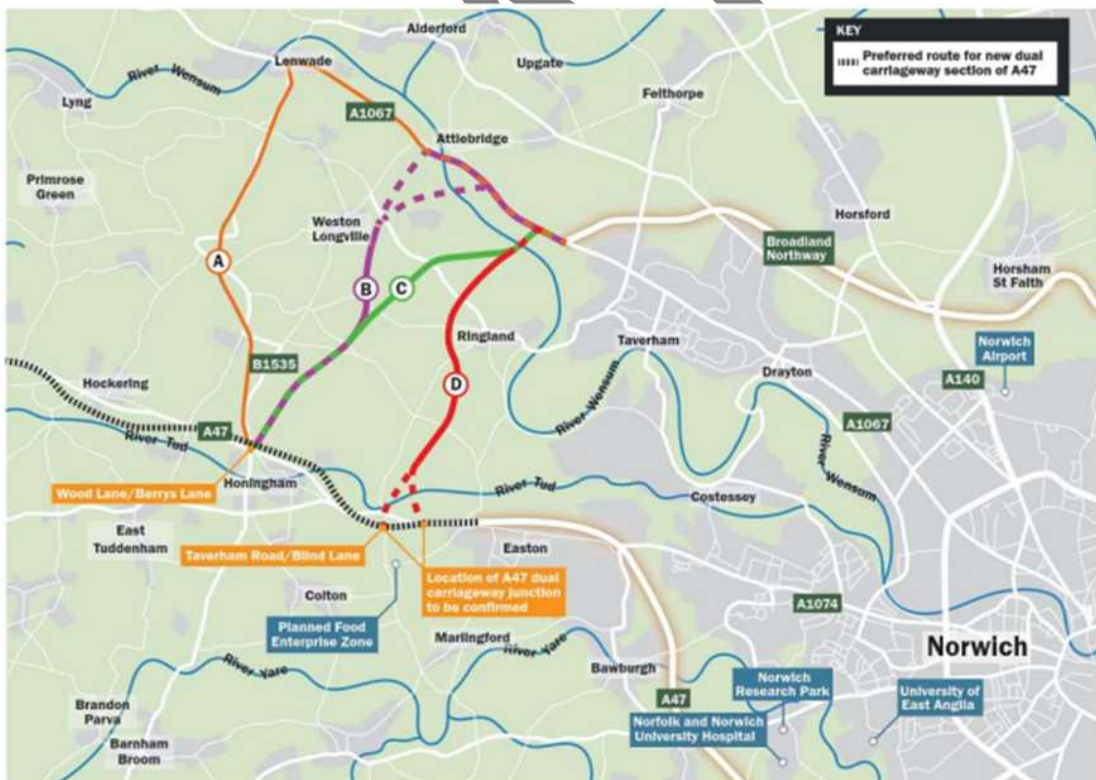 KEY
Preferred route for new dual
carriageway section of A47
Alderford
Lenwade
Upgate
River Wensum
Lyng
A1067
Felthorpe
Attlebridge
Primrose
Green
Weston
Longville
Horsford
Broadland
Northway
Horsham
St Faith
A
B
C
Ringland
Taverham
Norwich
Airport
B1535
Drayton
Hockering
D
A140
River Wensum
A47
River Tud
A1067
River
Wensum
Wood Lane/Berrys Lane
Honingham
River Tud
Costessey
East
Tuddenham
Taverham Road/Blind Lane
Easton
Location of A47 dual
carriageway junction
to be confirmed
Colton
A1074
Planned Food
Enterprise Zone
Marlingford
River Yare
Norwich
River Yare
Bawburgh
Norwich
Research Park
University of
East Anglia
A47
Norfolk and Norwich
University Hospital
Brandon
Parva
Barnham
Broom